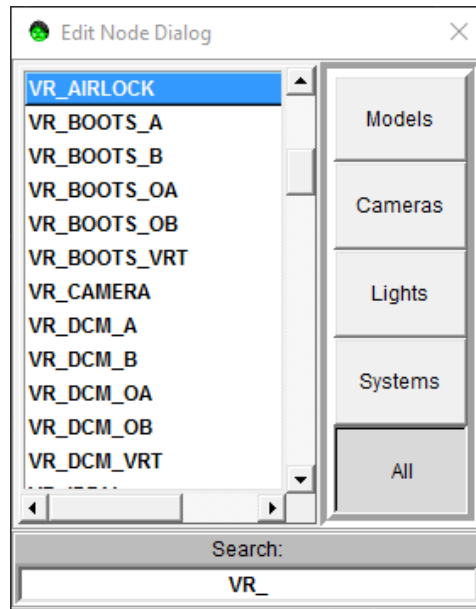 Edit Node Dialog
VR_AIRLOCK
VR_BOOTS_A
VR_BOOTS_B
VR_BOOTS_OA
VR_BOOTS_OB
VR_BOOTS_VRT
VR_CAMERA
VR_DCM_A
VR_DCM_B
VR_DCM_OA
VR_DCM_OB
VR_DCM_VRT
Models
Cameras
Lights
Systems
All
Search:
VR_